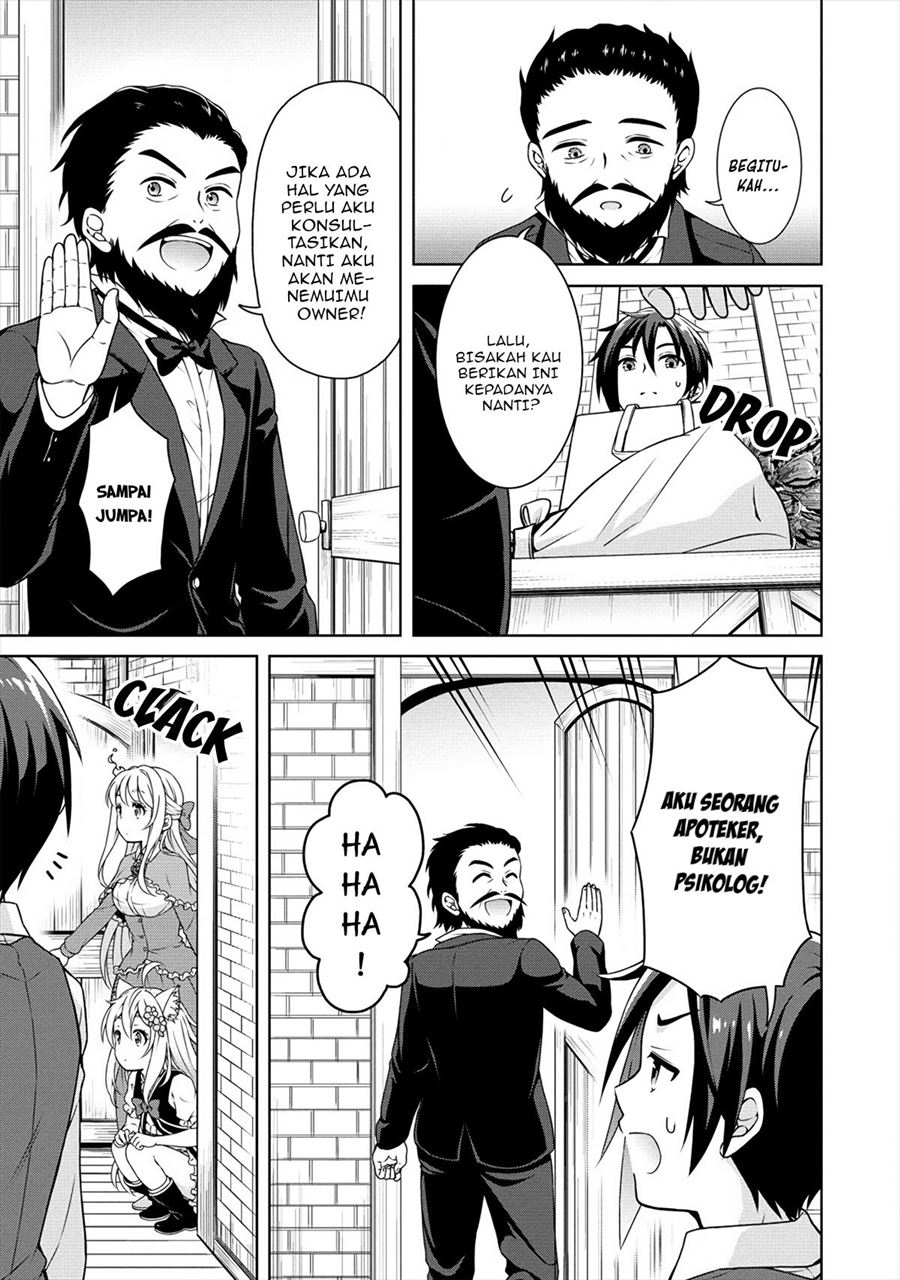 BEGITU-
KAH...
LALU,
BISAKAH KAU
BERIKAN INI
KEPADANYA
NANTI?
DROP
JIKA ADA
HAL YANG
PERLU AKU
KONSUL-
TASIKAN,
NANTI AKU
AKAN ME-
NEMUIMU
OWNER!
SAMPAI
JUMPA!
AKU SEORANG
APOTEKER,
BUKAN
PSIKOLOG!
HA
HA
HA
!
CLACK